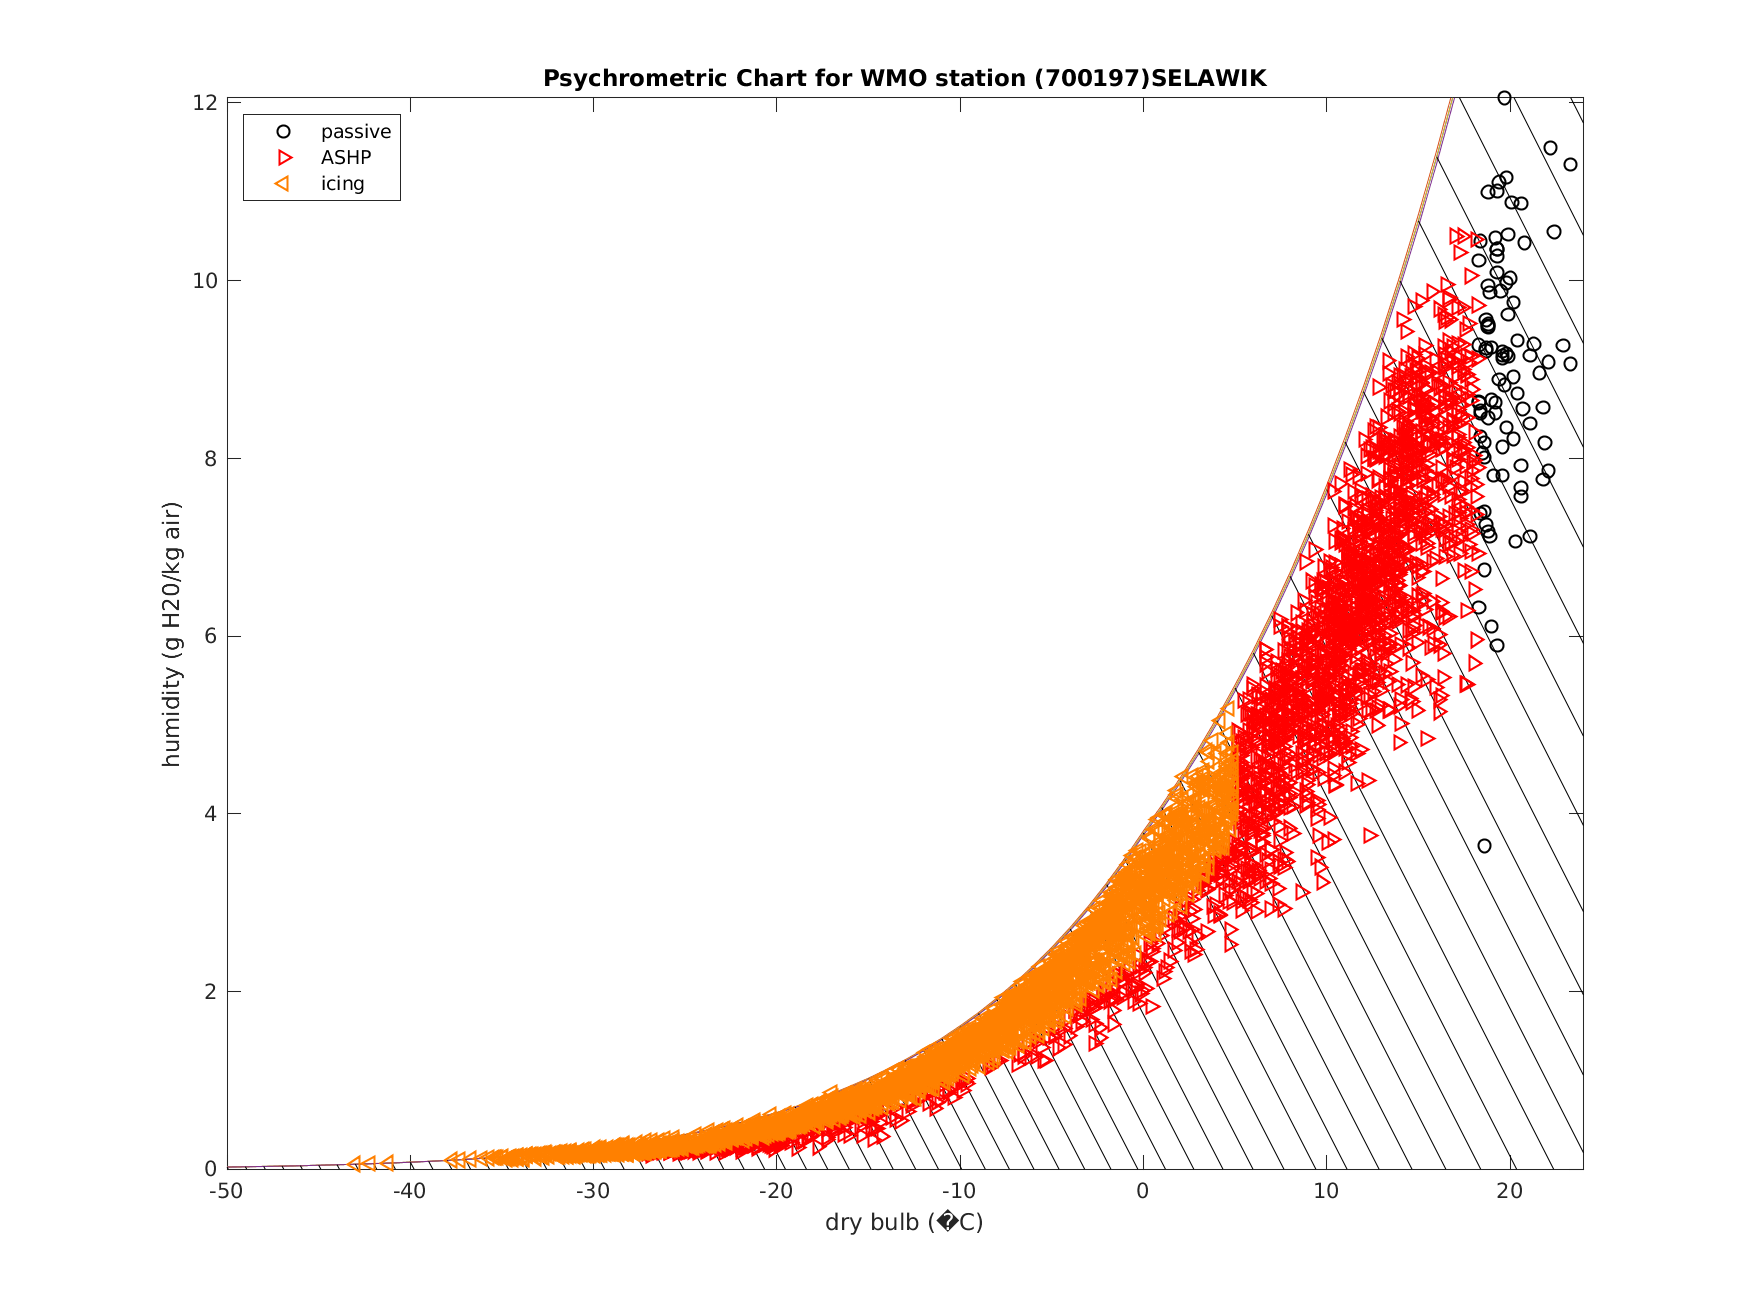 Psychrometric Chart for WMO station (700197)SELAWIK
passive
ASHP
icing
12
10
8
6
4
2
0
humidity (g H20/kg air)
-50 -40 -30 -20 -10 0 10 20
dry bulb (�C)